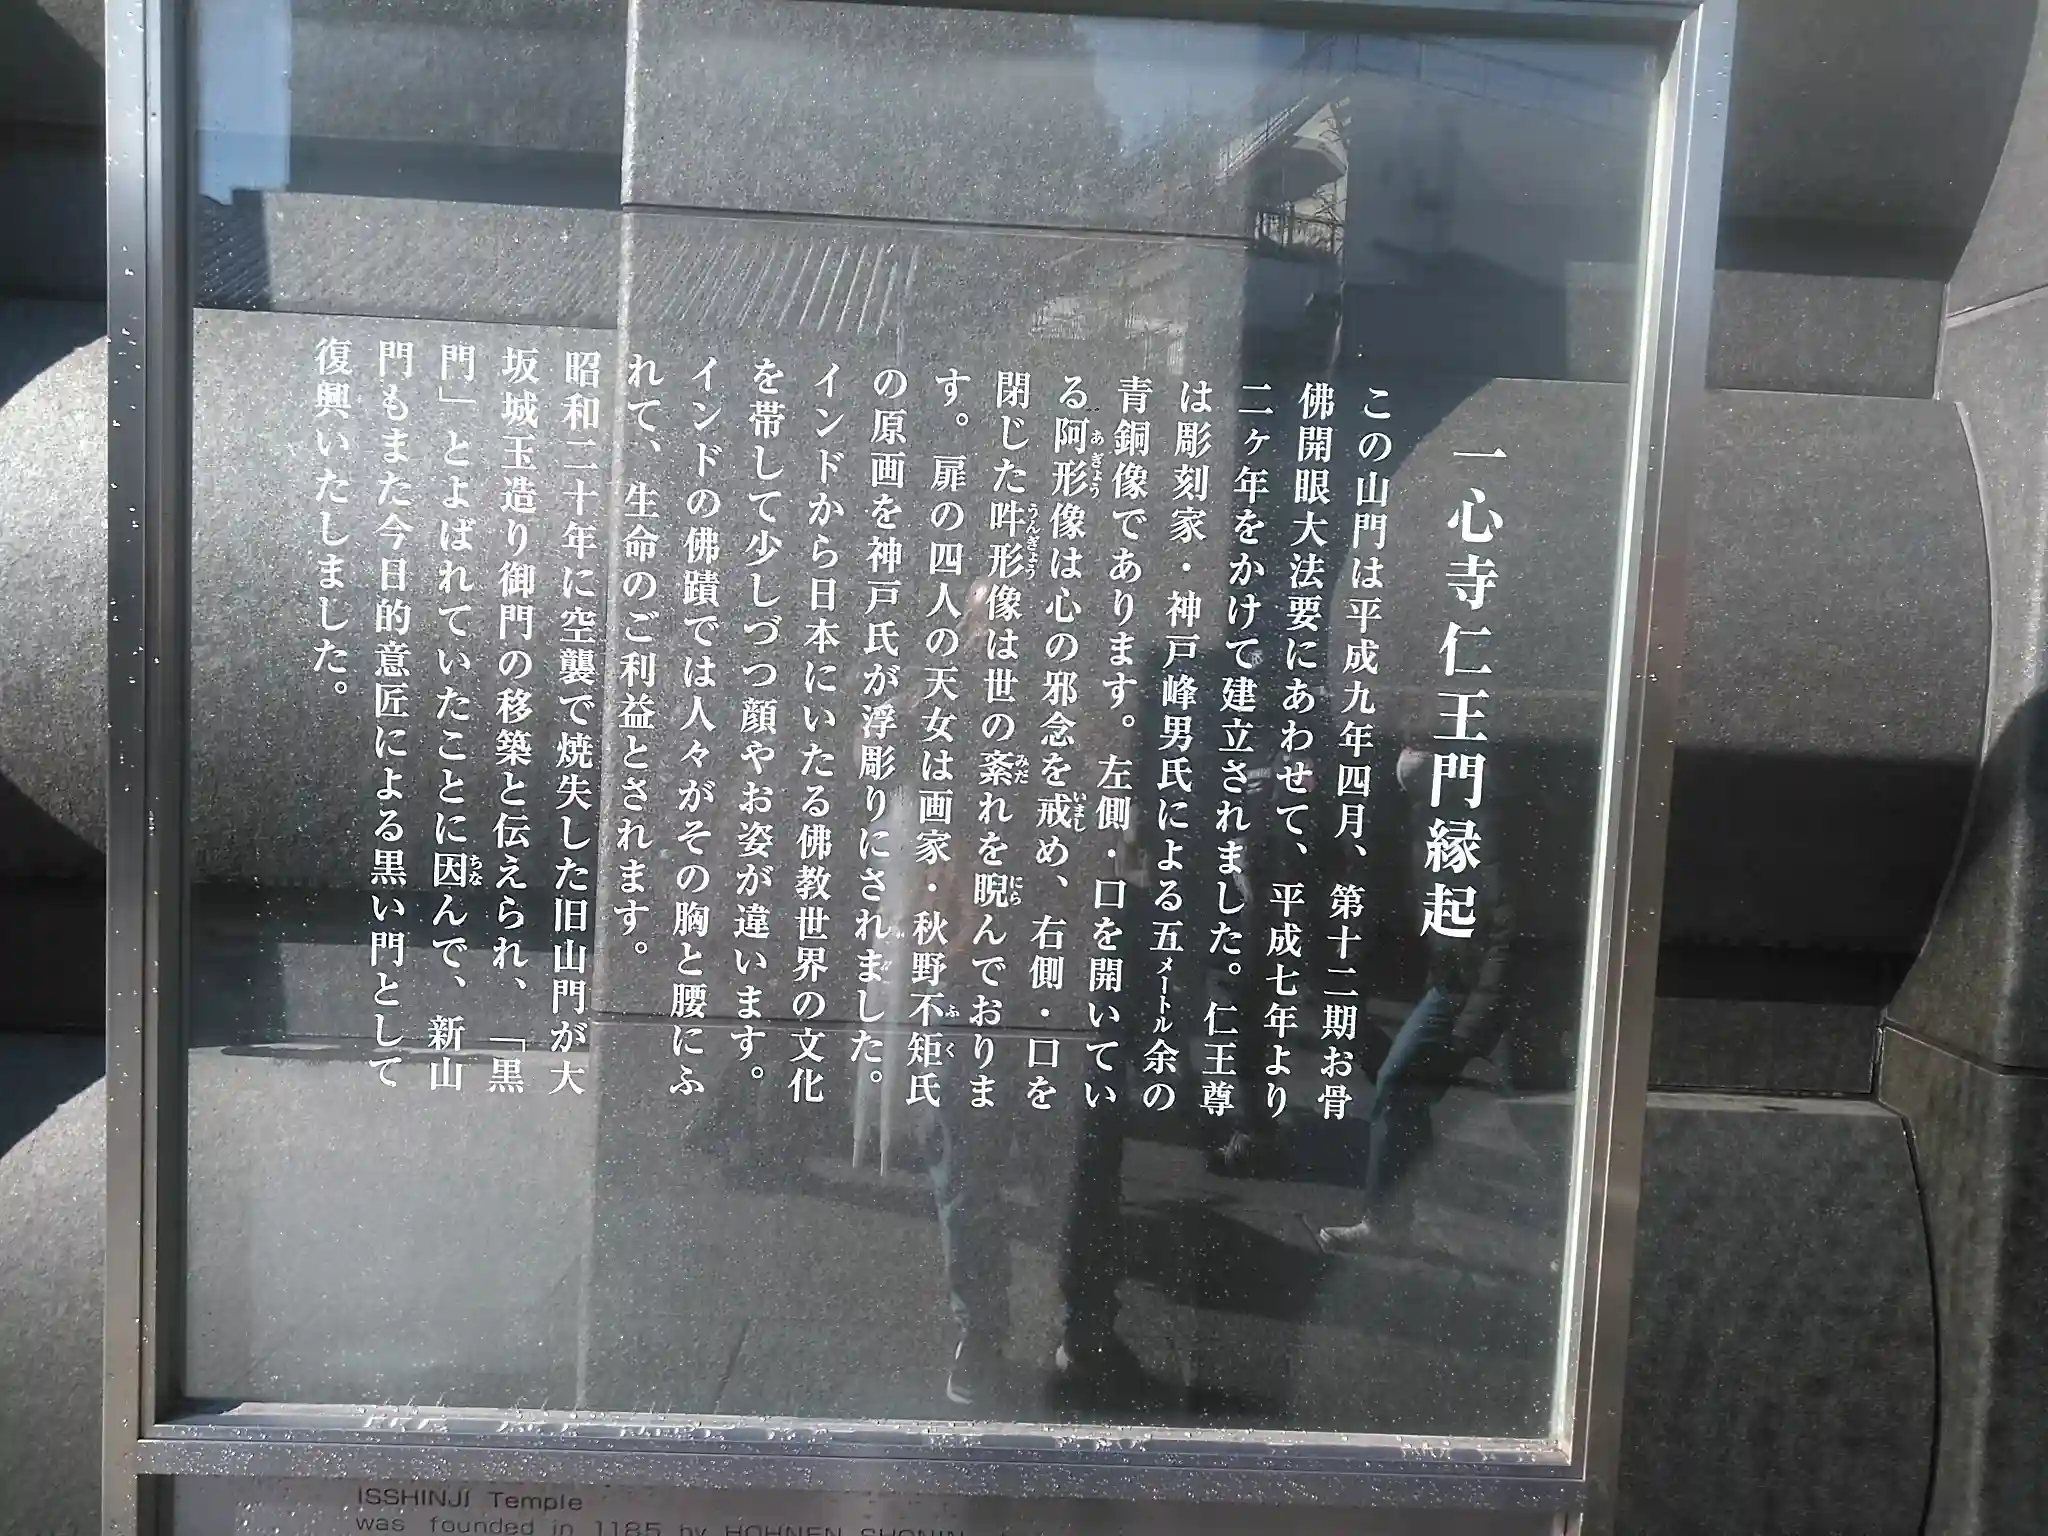 一心寺仁王門縁起
この山門は平成九年四月、第十二期お骨
佛開眼大法要にあわせて、平成七年より
二ヶ年をかけて建立されました。仁王尊
は彫刻家・神戸峰男氏による五メートル余の
青銅像であります。左側・口を開いてい
る阿形像は心の邪念を戒め、右側・口を
閉じた吽形像は世の紊れを睨んでおりま
す。扉の四人の天女は画家・秋野不矩氏
の原画を神戸氏が浮彫りにされました。
インドから日本にいたる佛教世界の文化
を帯して少しづつ顔やお姿が違います。
インドの佛蹟では人々がその胸と腰にふ
れて、生命のご利益とされます。
昭和二十年に空襲で焼失した旧山門が大
坂城玉造り御門の移築と伝えられ、「黒
門」とよばれていたことに因んで、新山
門もまた今日的意匠による黒い門として
復興いたしました。
ISSHINJI Temple
was founded in 1185 by HOHNEN SHONIN